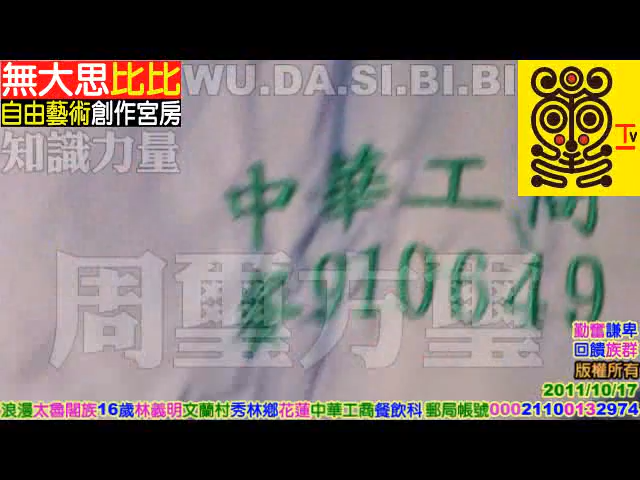 無大思比比 WU.DA.SI.BI.BI
自由藝術創作宮房
TV
知識力量
中華工商
910649
周璽方璽
勤奮謙卑
回饋族群
版權所有
2011/10/17
浪漫太魯閣族16歲林義明文蘭村秀林鄉花蓮中華工商餐飲科 郵局帳號00021100132974